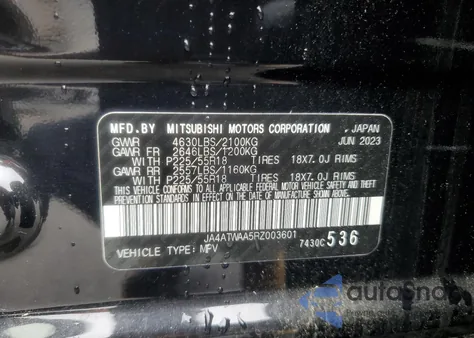 MFD.BY MITSUBISHI MOTORS CORPORATION , JAPAN
GVWR 4630LBS/2100KG JUN 2023
GAWR FR 2646LBS/1200KG
WITH P225/55R18 TIRES 18X7.0J RIMS
GAWR RR 2557LBS/1160KG
WITH P225/55R18 TIRES 18X7.0J RIMS
THIS VEHICLE CONFORMS TO ALL APPLICABLE FEDERAL MOTOR VEHICLE SAFETY, BUMPER AND THEFT
PREVENTION STANDARDS IN EFFECT ON THE DATE OF MANUFACTURE SHOWN ABOVE.
JA4ATWAA5RZ003601
VEHICLE TYPE: MPV 7430C 536